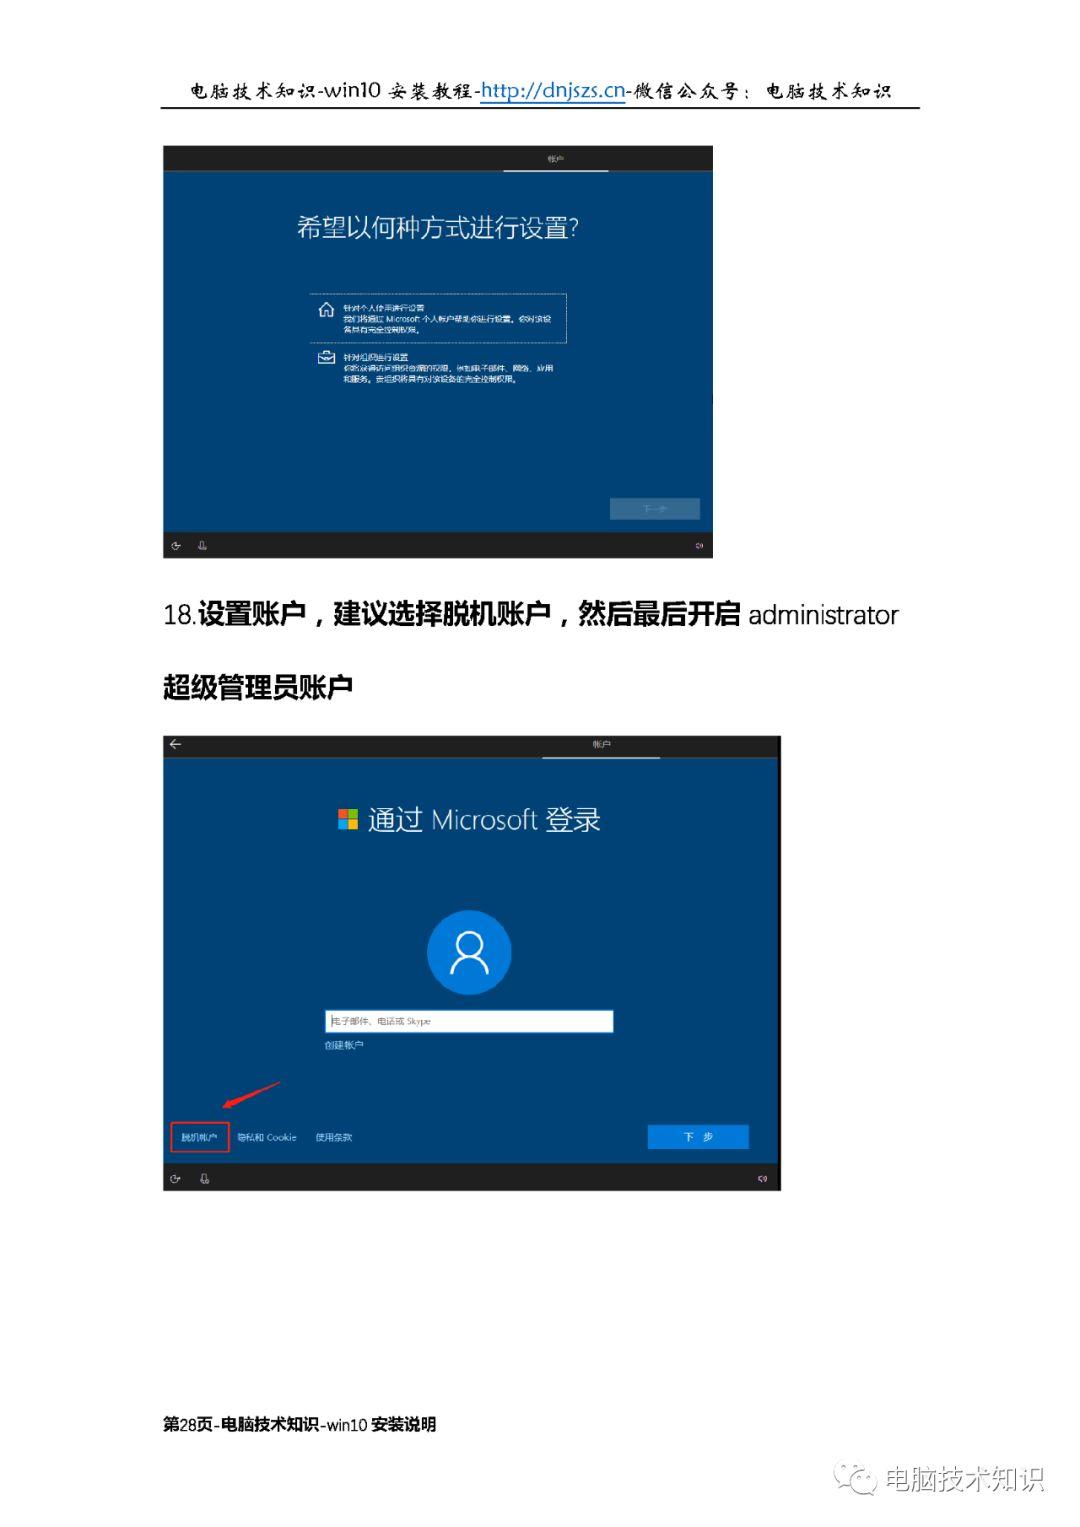 电脑技术知识-win10 安装教程-http://dnjszs.cn-微信公众号：电脑技术知识
帐户
希望以何种方式进行设置?
针对个人使用进行设置
我们将通过 Microsoft 个人帐户帮助你进行设置。你对该设
备具有完全控制权限。
针对组织进行设置
你将获得访问组织资源的权限，例如电子邮件、网络、应用
和服务。贵组织将具有对该设备的完全控制权限。
下一步
18.设置账户，建议选择脱机账户，然后最后开启 administrator
超级管理员账户
帐户
通过 Microsoft 登录
电子邮件、电话或 Skype
创建帐户
脱机帐户 隐私和 Cookie 使用条款
下一步
第28页-电脑技术知识-win10 安装说明
电脑技术知识